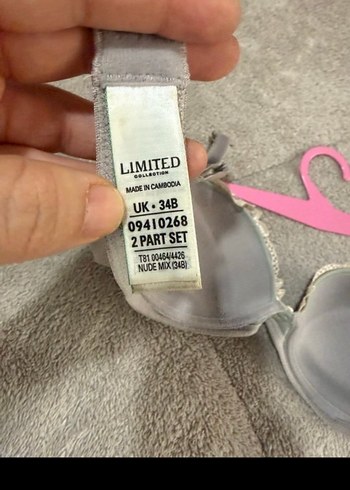 LIMITED
COLLECTION
MADE IN CAMBODIA
UK • 34B
09410268
2 PART SET
T81 00464/4426
NUDE MIX (34B)